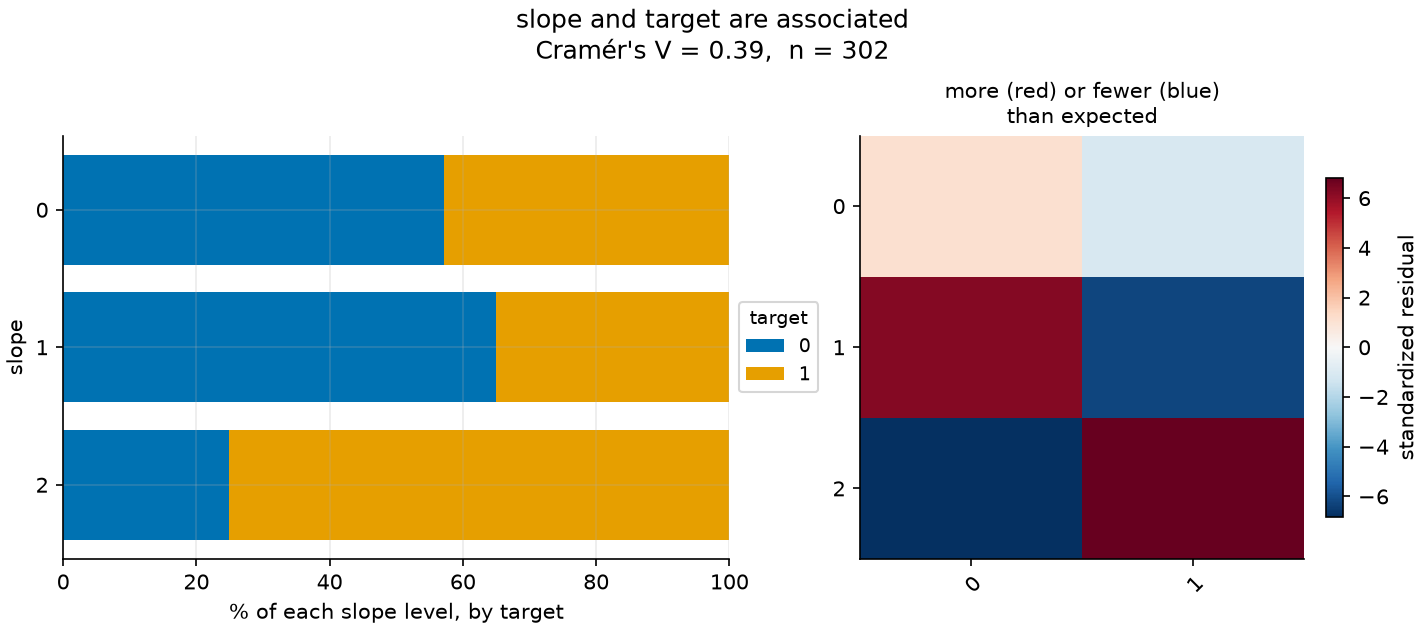 slope and target are associated
Cramér's V = 0.39,  n = 302
slope
0
1
2
0
20
40
60
80
100
% of each slope level, by target
target
0
1
more (red) or fewer (blue)
than expected
0
1
2
0
1
6
4
2
0
−2
−4
−6
standardized residual